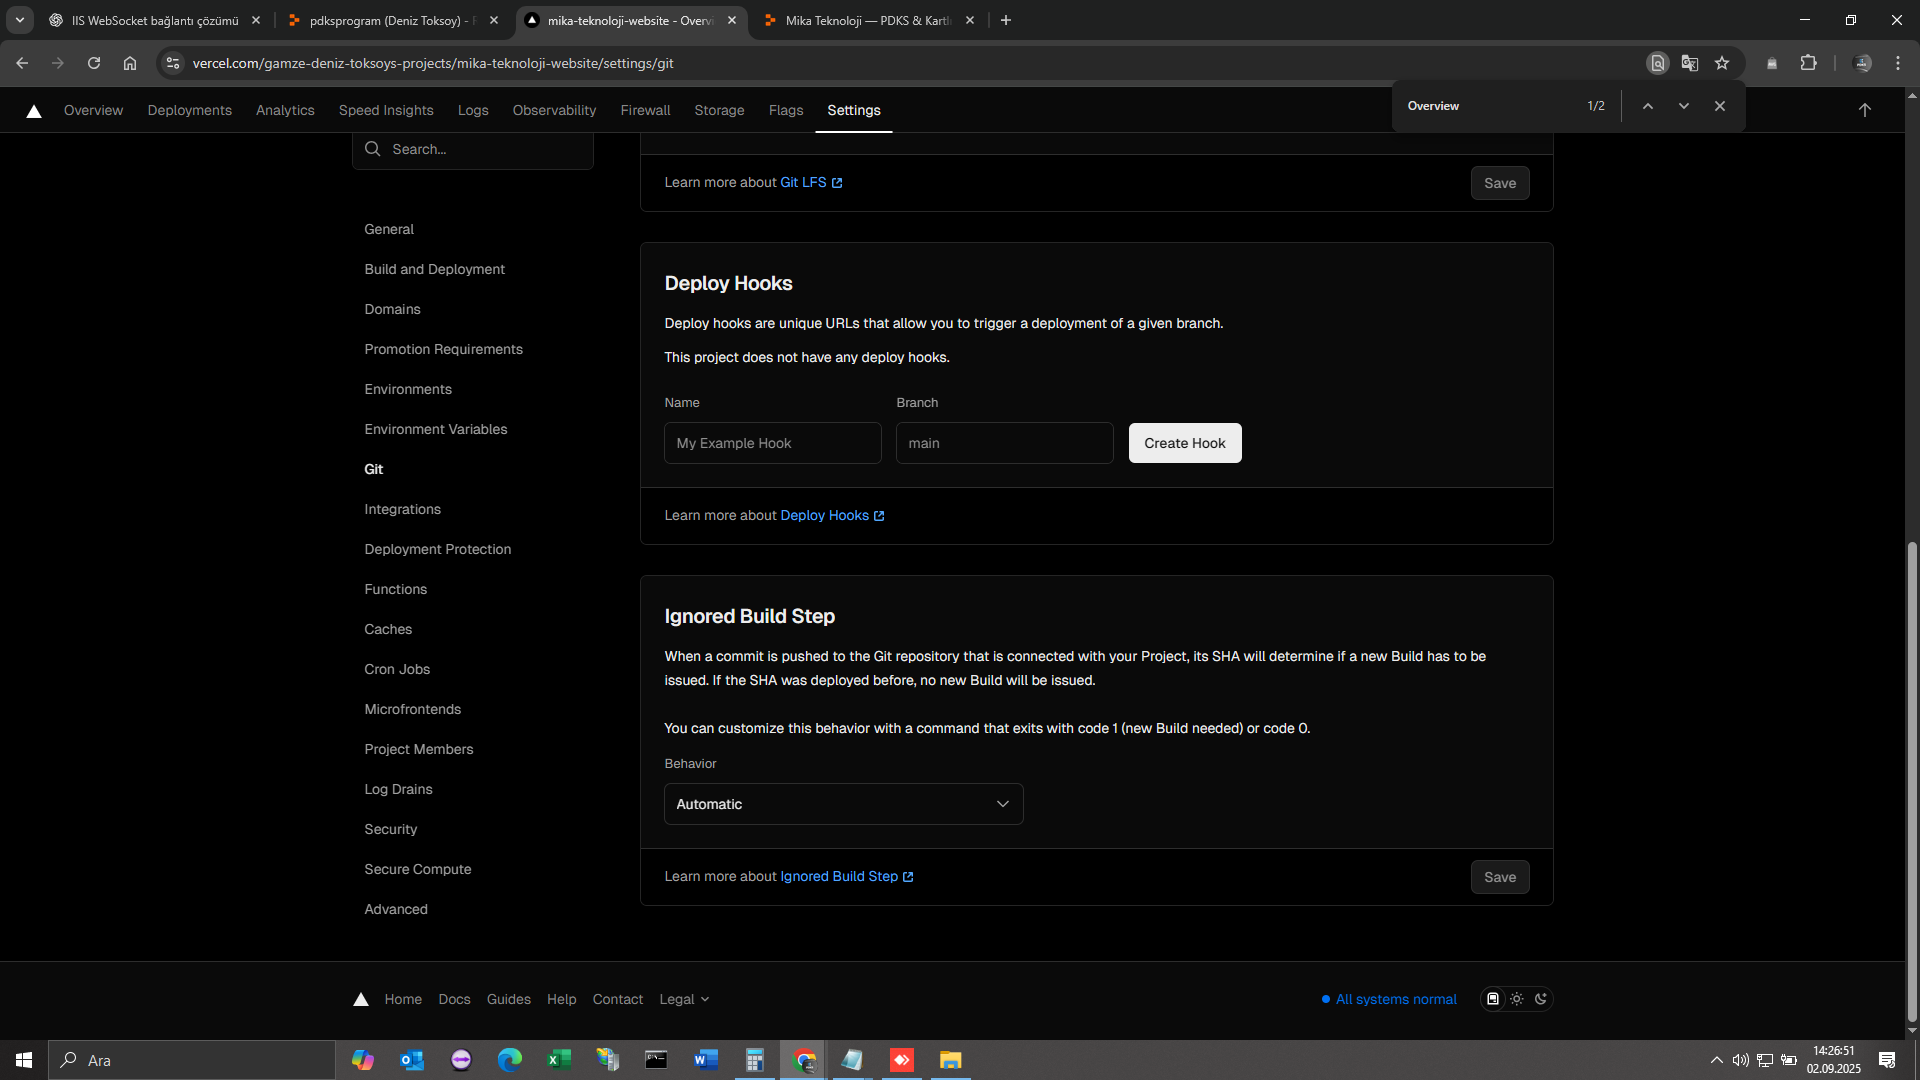 IIS WebSocket bağlantı çözümü
pdksprogram (Deniz Toksoy) -
mika-teknoloji-website - Overvi
Mika Teknoloji — PDKS & Kartl
vercel.com/gamze-deniz-toksoys-projects/mika-teknoloji-website/settings/git
Overview 1/2
Overview Deployments Analytics Speed Insights Logs Observability Firewall Storage Flags Settings
Search...
General
Build and Deployment
Domains
Promotion Requirements
Environments
Environment Variables
Git
Integrations
Deployment Protection
Functions
Caches
Cron Jobs
Microfrontends
Project Members
Log Drains
Security
Secure Compute
Advanced
Learn more about Git LFS
Save
Deploy Hooks
Deploy hooks are unique URLs that allow you to trigger a deployment of a given branch.
This project does not have any deploy hooks.
Name Branch
My Example Hook main Create Hook
Learn more about Deploy Hooks
Ignored Build Step
When a commit is pushed to the Git repository that is connected with your Project, its SHA will determine if a new Build has to be
issued. If the SHA was deployed before, no new Build will be issued.
You can customize this behavior with a command that exits with code 1 (new Build needed) or code 0.
Behavior
Automatic
Learn more about Ignored Build Step
Save
Home Docs Guides Help Contact Legal
All systems normal
Ara
14:26:51
02.09.2025